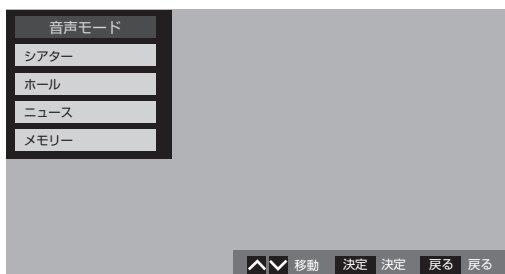 音声モード
シアター
ホール
ニュース
メモリー
移動 決定 決定 戻る 戻る